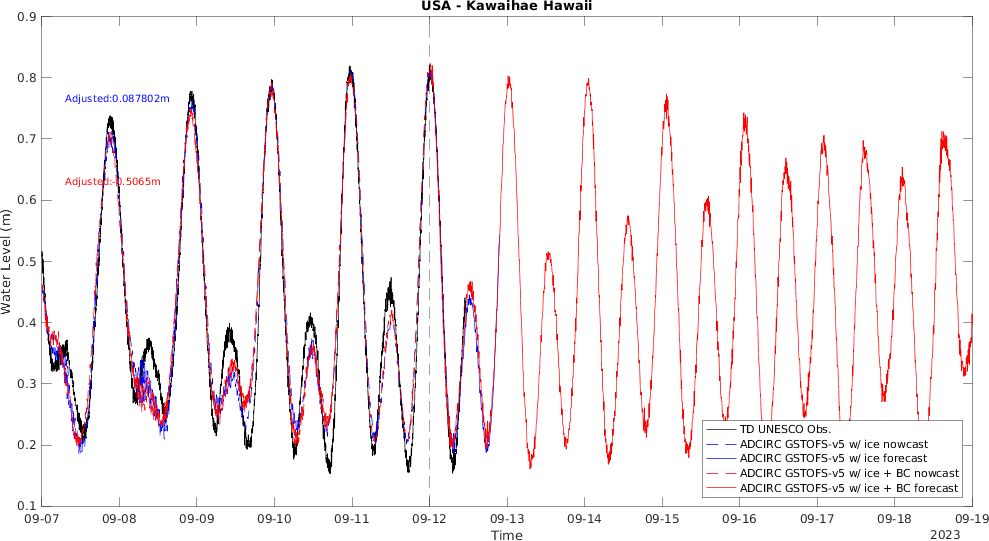 USA - Kawaihae Hawaii
0.9
0.8
Adjusted:0.087802m
0.7
Adjusted:-0.5065m
0.6
0.5
Water Level (m)
0.4
0.3
0.2
0.1
TD UNESCO Obs.
ADCIRC GSTOFS-v5 w/ ice nowcast
ADCIRC GSTOFS-v5 w/ ice forecast
ADCIRC GSTOFS-v5 w/ ice + BC nowcast
ADCIRC GSTOFS-v5 w/ ice + BC forecast
09-07 09-08 09-09 09-10 09-11 09-12 09-13 09-14 09-15 09-16 09-17 09-18 09-19
Time
2023